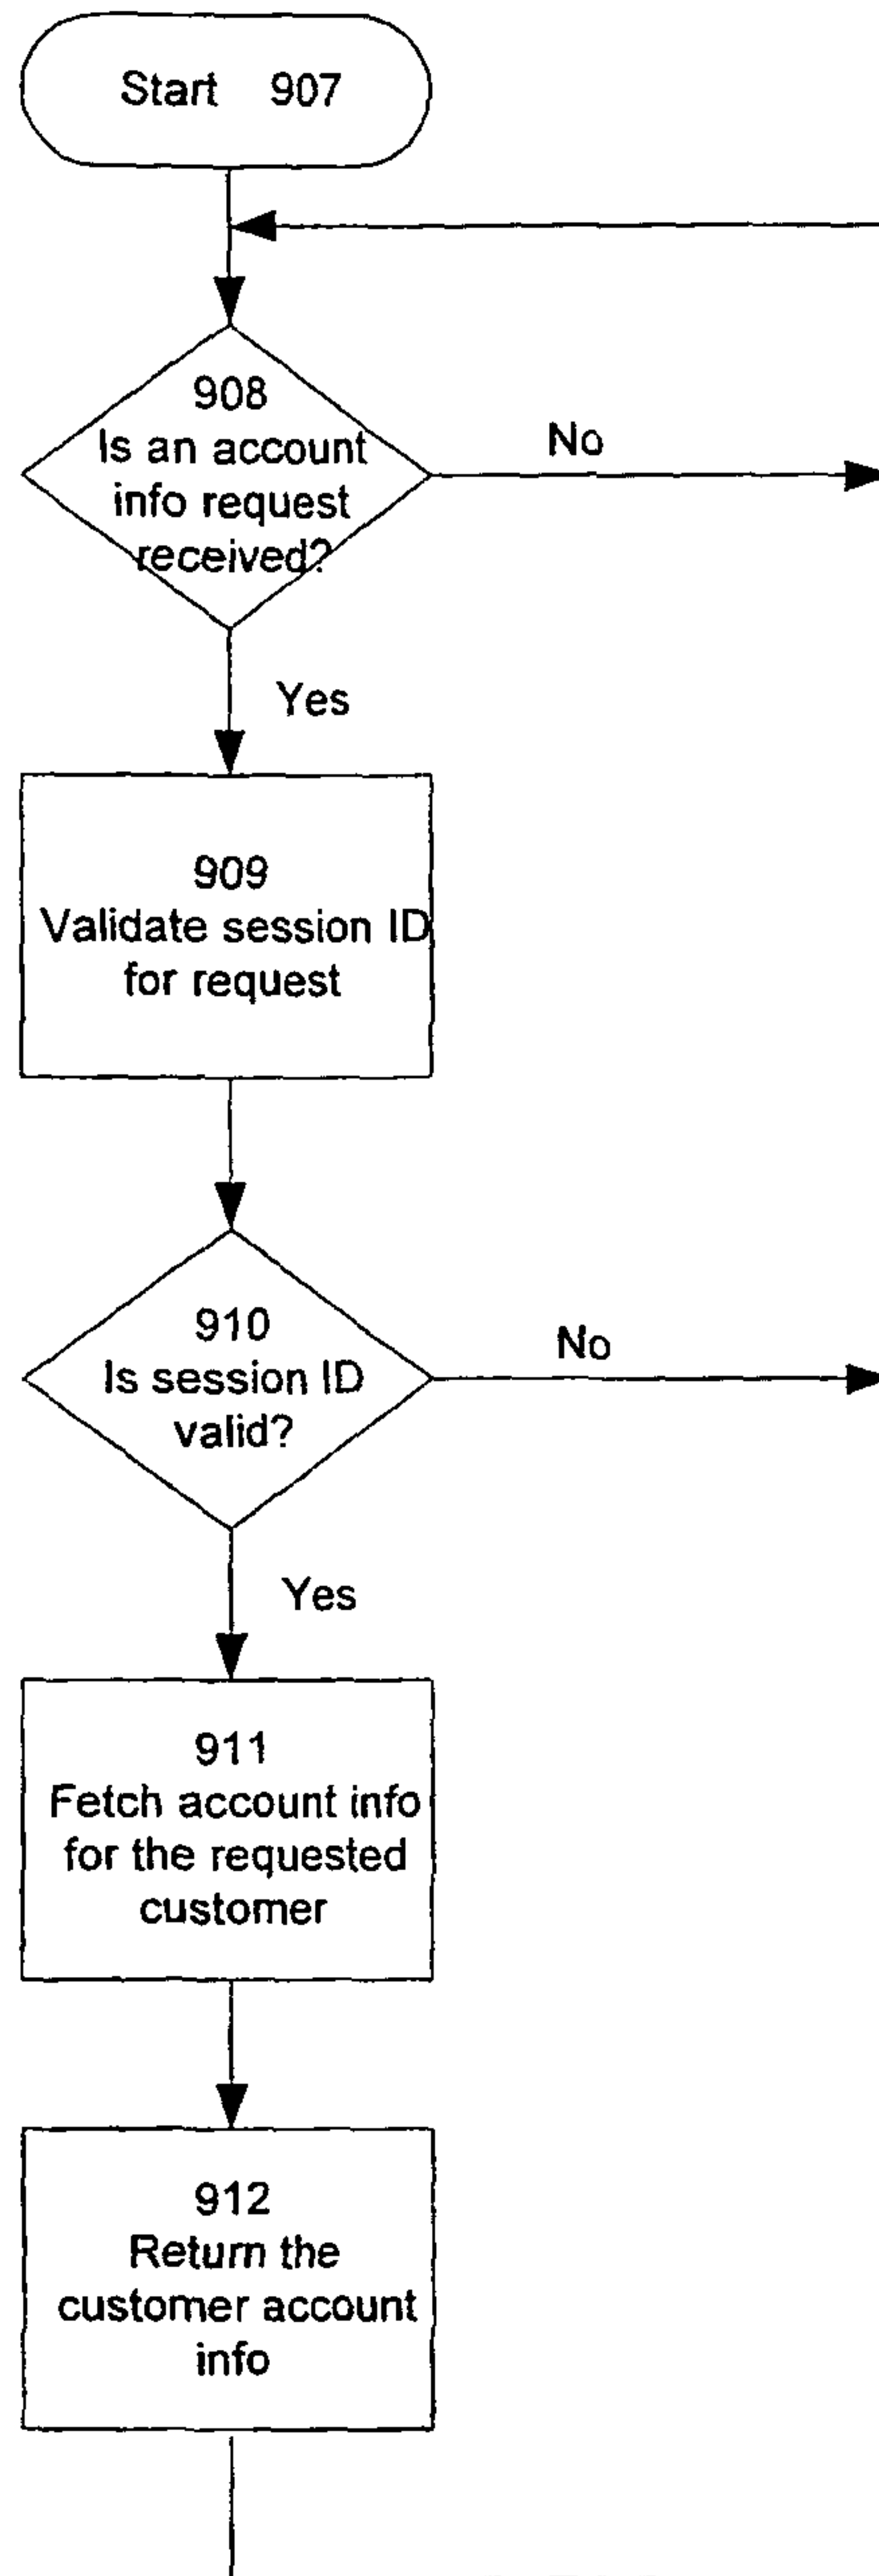 Start 907
908
Is an account
info request
received?
No
Yes
909
Validate session ID
for request
910
Is session ID
valid?
No
Yes
911
Fetch account info
for the requested
customer
912
Return the
customer account
info